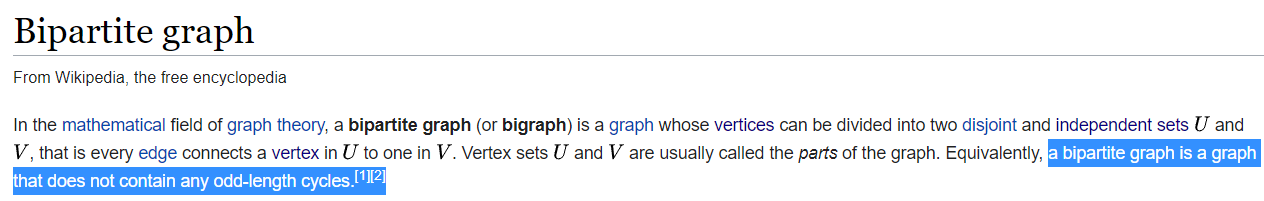 Bipartite graph
From Wikipedia, the free encyclopedia
In the mathematical field of graph theory, a bipartite graph (or bigraph) is a graph whose vertices can be divided into two disjoint and independent sets U and
V, that is every edge connects a vertex in U to one in V. Vertex sets U and V are usually called the parts of the graph. Equivalently, a bipartite graph is a graph
that does not contain any odd-length cycles.[1][2]